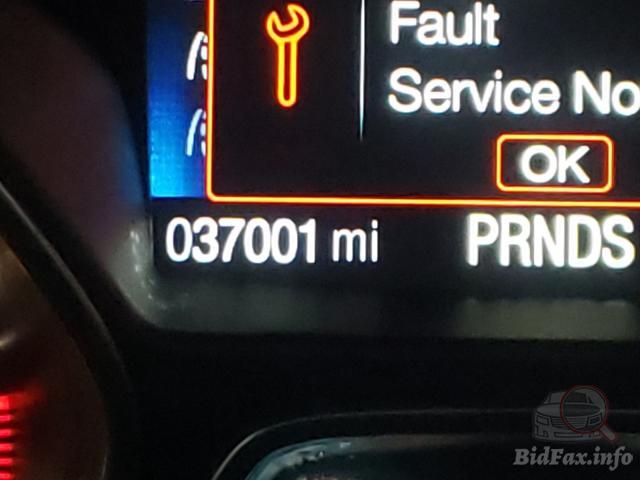 Fault
Service No
OK
037001 mi
PRNDS
BidFax.info